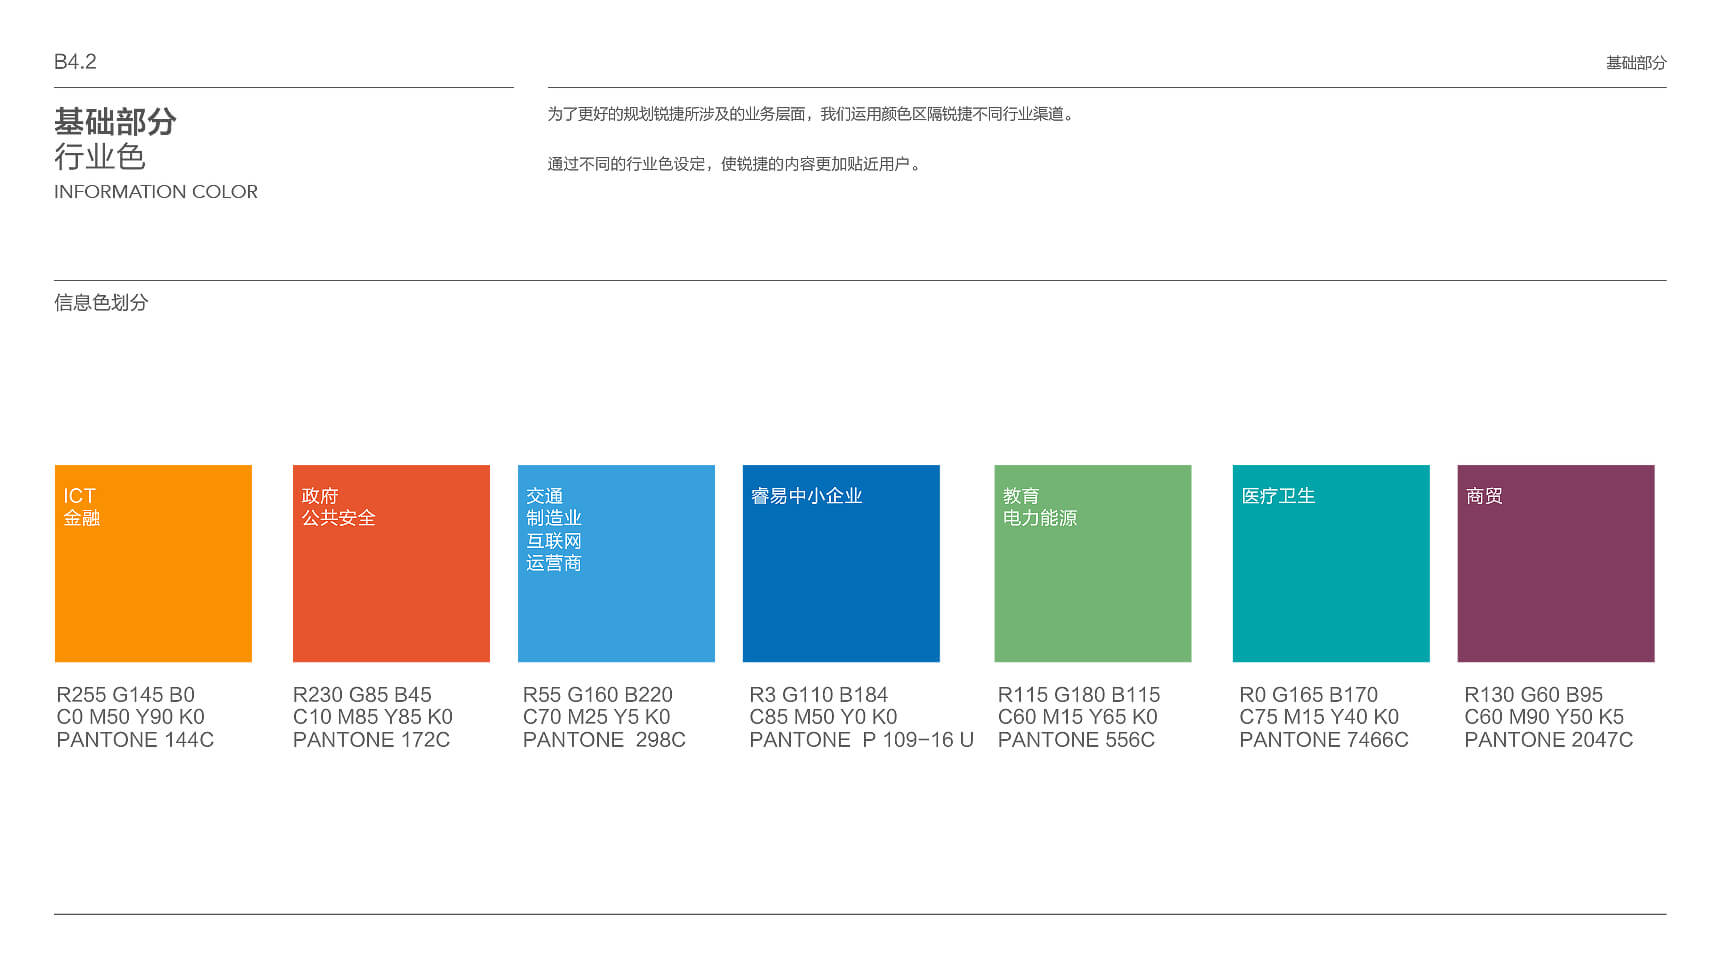 B4.2
基础部分
基础部分
行业色
INFORMATION COLOR
为了更好的规划锐捷所涉及的业务层面，我们运用颜色区隔锐捷不同行业渠道。
通过不同的行业色设定，使锐捷的内容更加贴近用户。
信息色划分
ICT
金融
R255 G145 B0
C0 M50 Y90 K0
PANTONE 144C
政府
公共安全
R230 G85 B45
C10 M85 Y85 K0
PANTONE 172C
交通
制造业
互联网
运营商
R55 G160 B220
C70 M25 Y5 K0
PANTONE  298C
睿易中小企业
R3 G110 B184
C85 M50 Y0 K0
PANTONE  P 109-16 U
教育
电力能源
R115 G180 B115
C60 M15 Y65 K0
PANTONE 556C
医疗卫生
R0 G165 B170
C75 M15 Y40 K0
PANTONE 7466C
商贸
R130 G60 B95
C60 M90 Y50 K5
PANTONE 2047C